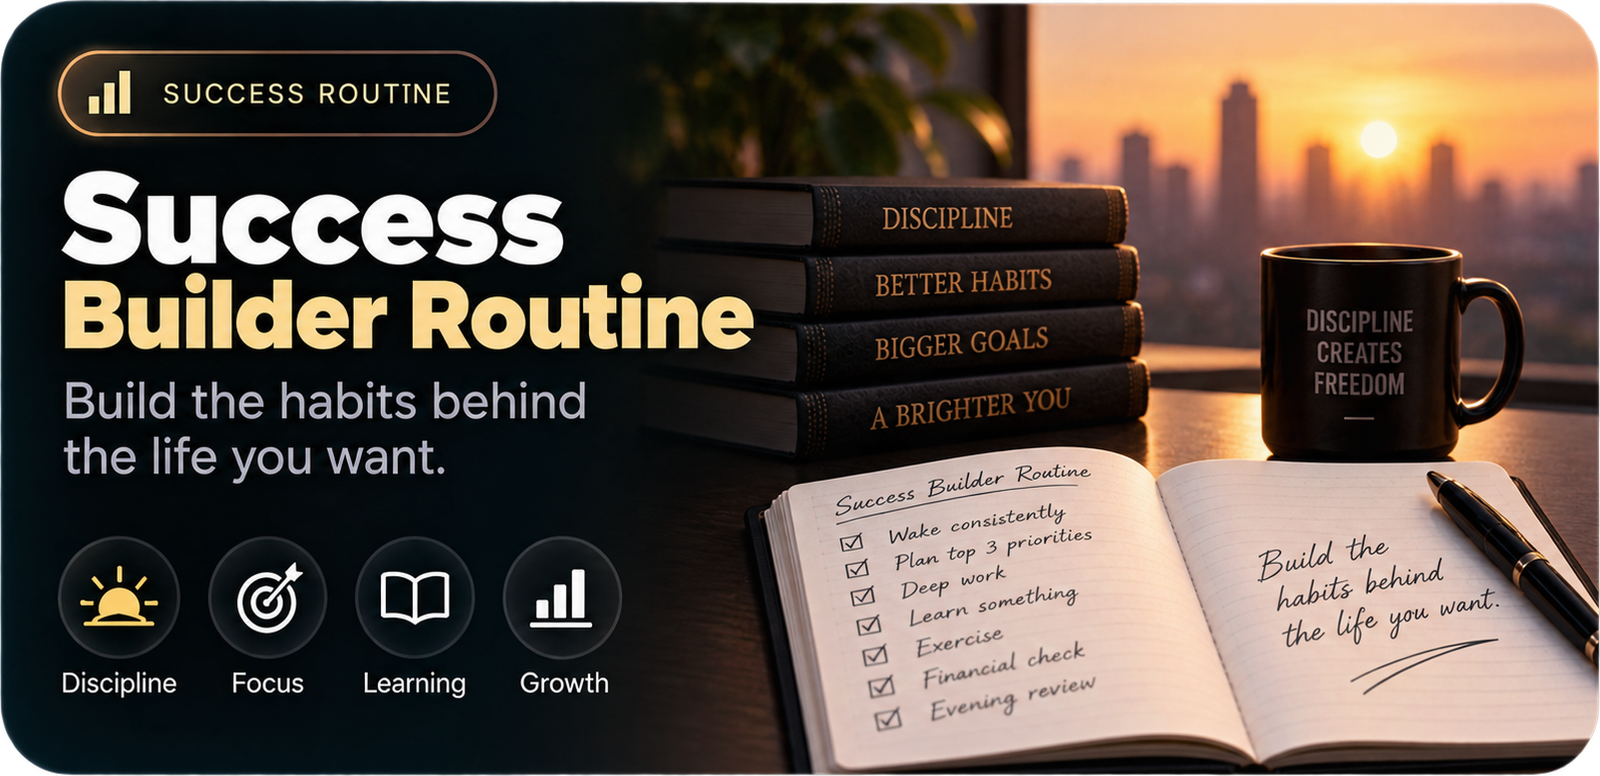 SUCCESS ROUTINE
Success
Builder Routine
Build the habits behind
the life you want.
Discipline
Focus
Learning
Growth
DISCIPLINE
BETTER HABITS
BIGGER GOALS
A BRIGHTER YOU
DISCIPLINE
CREATES
FREEDOM
Success Builder Routine
Wake consistently
Plan top 3 priorities
Deep work
Learn something
Exercise
Financial check
Evening review
Build the
habits behind
the life you want.